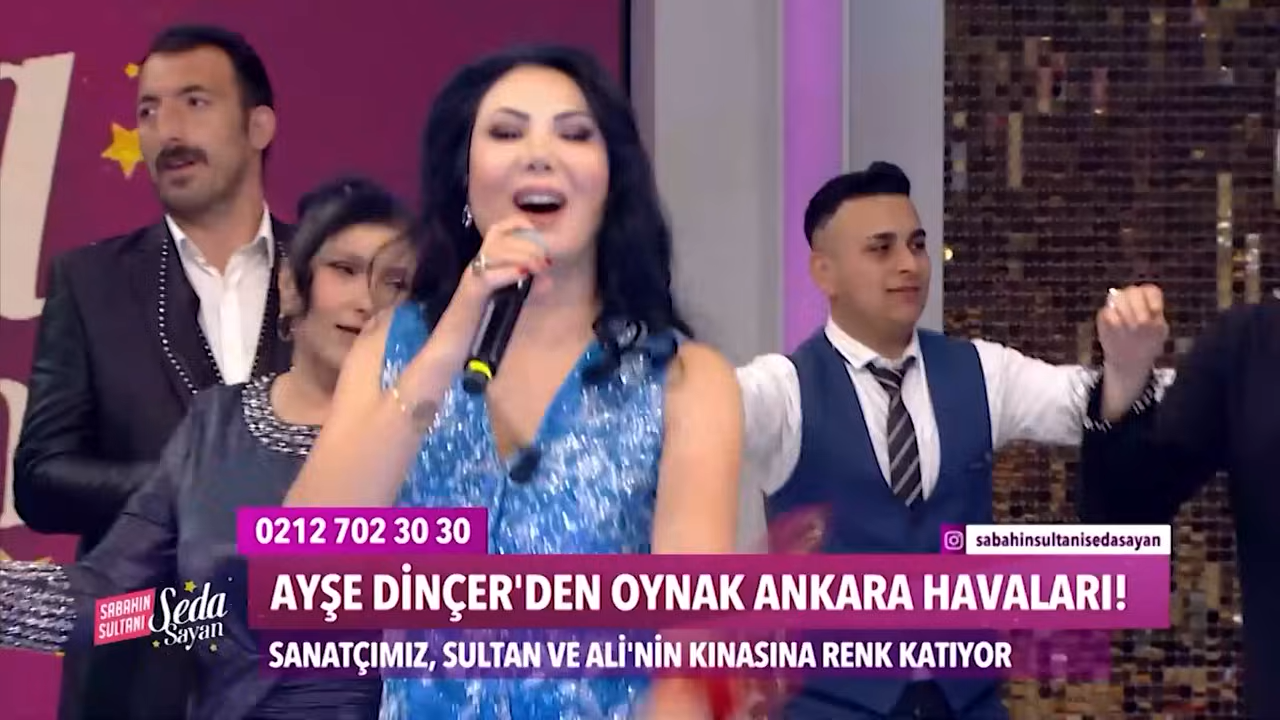 0212 702 30 30
sabahinsultanisedasayan
AYŞE DİNÇER'DEN OYNAK ANKARA HAVALARI!
SABAHIN
SULTANI
Seda
Sayan
SANATÇIMIZ, SULTAN VE ALİ'NİN KINASINA RENK KATIYOR